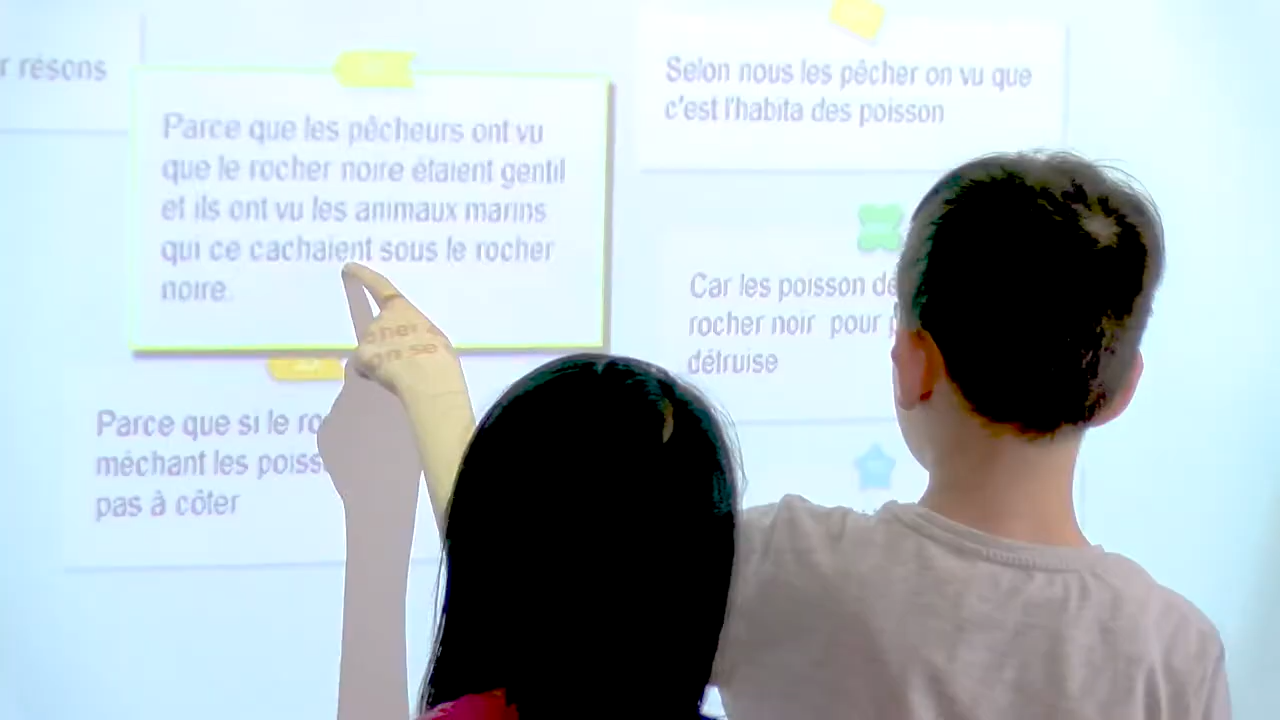 r résons
Parce que les pêcheurs ont vu
que le rocher noire étaient gentil
et ils ont vu les animaux marins
qui ce cachaient sous le rocher
noire.
Selon nous les pêcher on vu que
c'est l'habita des poisson
Car les poisson dé
rocher noir pour p
détruise
Parce que si le ro
méchant les poiss
pas à côter